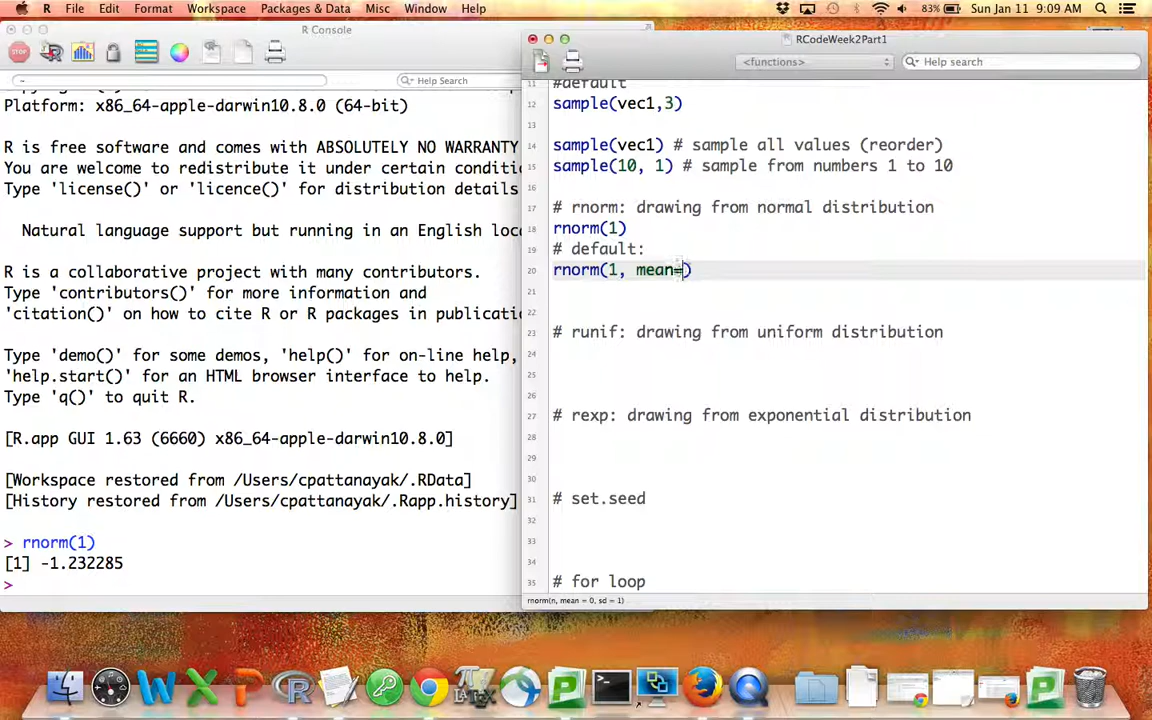 R File Edit Format Workspace Packages & Data Misc Window Help 83% Sun Jan 11 9:09 AM
R Console
STOP
~
Help Search
Platform: x86_64-apple-darwin10.8.0 (64-bit)
R is free software and comes with ABSOLUTELY NO WARRANTY
You are welcome to redistribute it under certain conditi
Type 'license()' or 'licence()' for distribution details
Natural language support but running in an English loc
R is a collaborative project with many contributors.
Type 'contributors()' for more information and
'citation()' on how to cite R or R packages in publicati
Type 'demo()' for some demos, 'help()' for on-line help,
'help.start()' for an HTML browser interface to help.
Type 'q()' to quit R.
[R.app GUI 1.63 (6660) x86_64-apple-darwin10.8.0]
[Workspace restored from /Users/cpattanayak/.RData]
[History restored from /Users/cpattanayak/.Rapp.history]
> rnorm(1)
[1] -1.232285
>
RCodeWeek2Part1
<functions>
Help search
11 #default
12 sample(vec1,3)
13
14 sample(vec1) # sample all values (reorder)
15 sample(10, 1) # sample from numbers 1 to 10
16
17 # rnorm: drawing from normal distribution
18 rnorm(1)
19 # default:
20 rnorm(1, mean=)
21
22
23 # runif: drawing from uniform distribution
24
25
26
27 # rexp: drawing from exponential distribution
28
29
30
31 # set.seed
32
33
34
35 # for loop
rnorm(n, mean = 0, sd = 1)